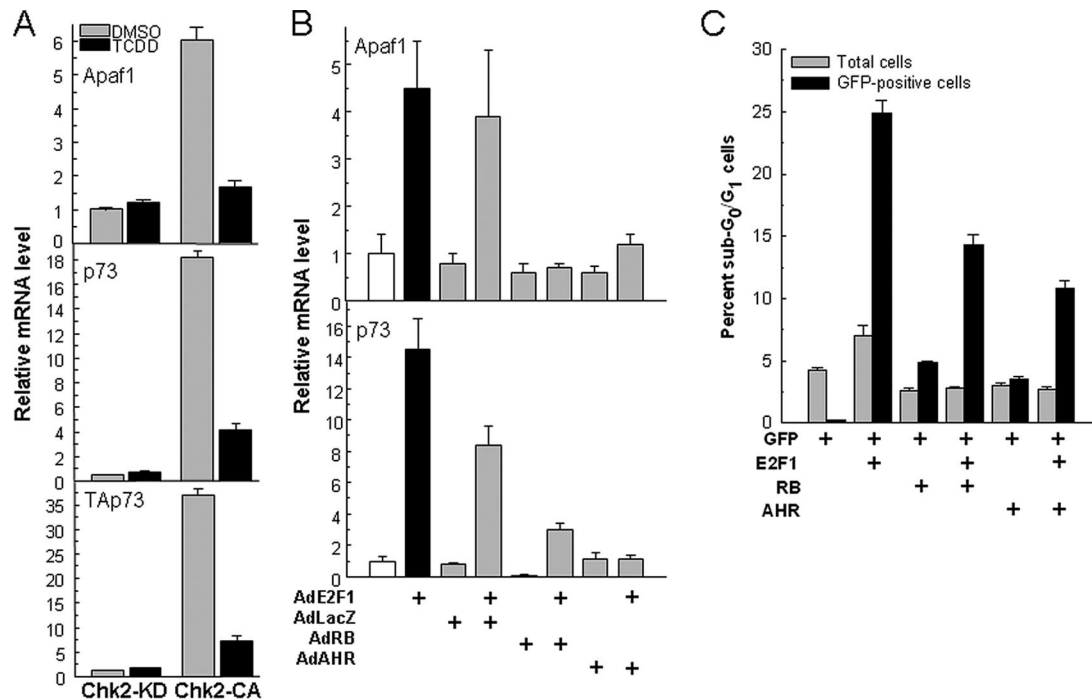 A
DMSO
TCDD
Apaf1
6
5
4
3
2
1
0
p73
18
16
14
12
10
8
6
4
2
0
TAp73
35
30
25
20
15
10
5
0
Relative mRNA level
Chk2-KD Chk2-CA
B
Apaf1
5
4
3
2
1
0
p73
16
14
12
10
8
6
4
2
0
Relative mRNA level
AdE2F1 + + + +
AdLacZ + +
AdRB + +
AdAHR + +
C
30
25
20
15
10
5
0
Percent sub-G0/G1 cells
Total cells
GFP-positive cells
GFP + + + + + +
E2F1 + + +
RB + +
AHR + +